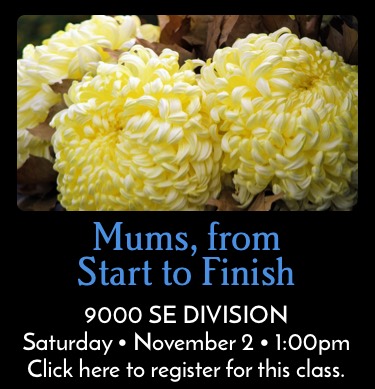 Mums, from
Start to Finish
9000 SE DIVISION
Saturday • November 2 • 1:00pm
Click here to register for this class.